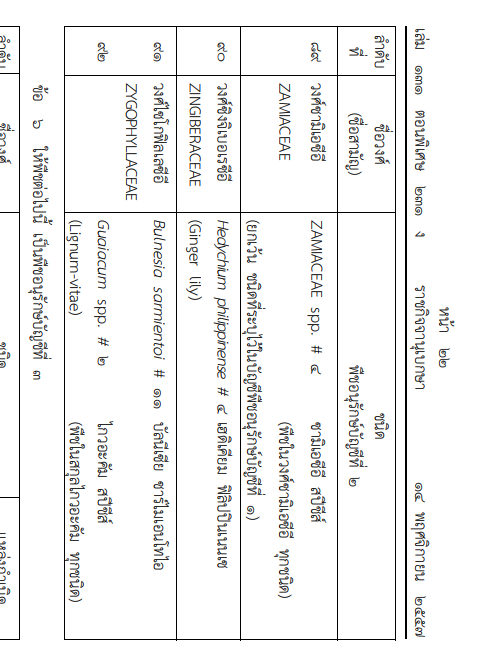 หน้า ๒๒
เล่ม ๑๓๑ ตอนพิเศษ ๒๓๑ ง ราชกิจจานุเบกษา ๑๔ พฤศจิกายน ๒๕๕๗
ลำดับที่ ชื่อวงศ์ (ชื่อสามัญ) ชนิด พืชอนุรักษ์บัญชีที่ ๒
๘๙ วงศ์ซามิเอซีอี ZAMIACEAE spp. # ๔ ซามิเอซีอี สปีชีส์
ZAMIACEAE (พืชในวงศ์ซามิเอซีอี ทุกชนิด)
(ยกเว้น ชนิดที่ระบุไว้ในบัญชีพืชอนุรักษ์บัญชีที่ ๑)
๙๐ วงศ์ซิงจิเบอเรซีอี Hedychium philippinense # ๔ เฮดิเคียม ฟิลิปปินเนนเซ
ZINGIBERACEAE (Ginger lily)
๙๑ วงศ์ไซโกฟิลเลซีอี Bulnesia sarmientoi # ๑๑ บัลนีเซีย ซาร์ไมเอนโทไอ
ZYGOPHYLLACEAE
๙๒ Guaiacum spp. # ๒ ไกวอะคัม สปีชีส์
(Lignum-vitae) (พืชในสกุลไกวอะคัม ทุกชนิด)
ข้อ ๖ ให้พืชต่อไปนี้ เป็นพืชอนุรักษ์บัญชีที่ ๓
ลำดับ ชื่อวงศ์ ชนิด แหล่งกำเนิด